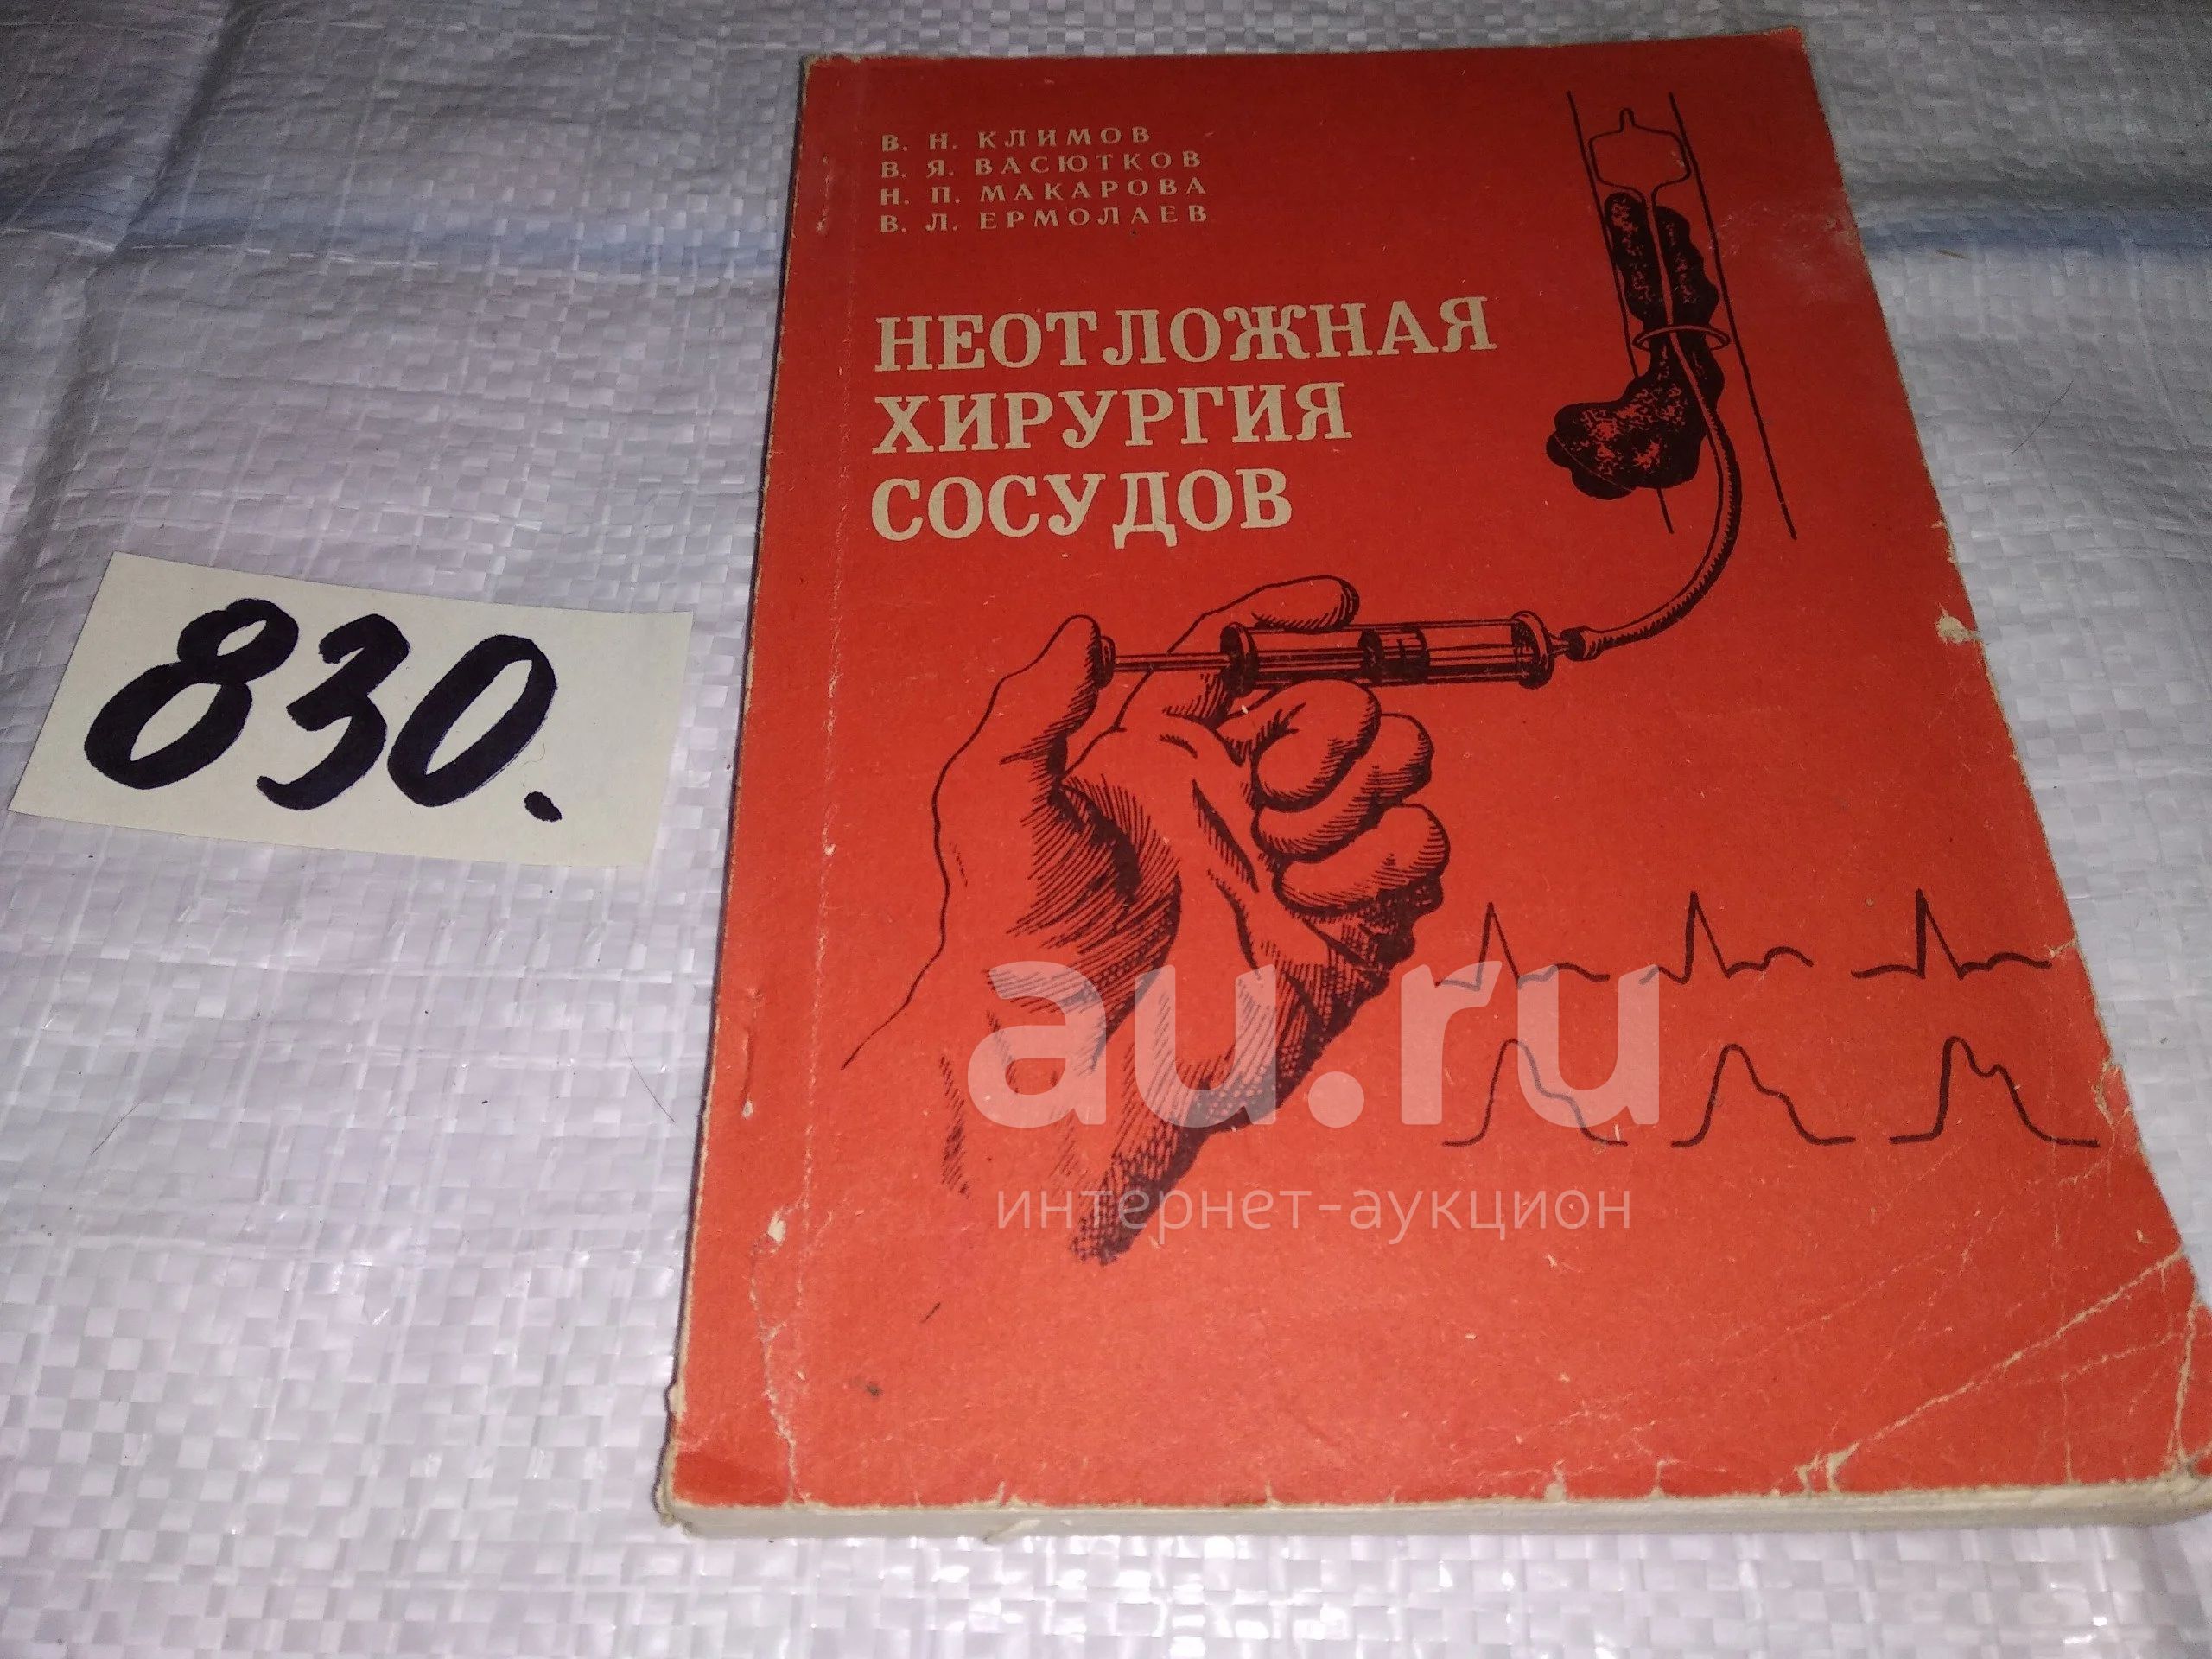 В. Н. КЛИМОВ
В. Я. ВАСЮТКОВ
Н. П. МАКАРОВА
В. Л. ЕРМОЛАЕВ
НЕОТЛОЖНАЯ
ХИРУРГИЯ
СОСУДОВ
830.
au.ru
интернет-аукцион